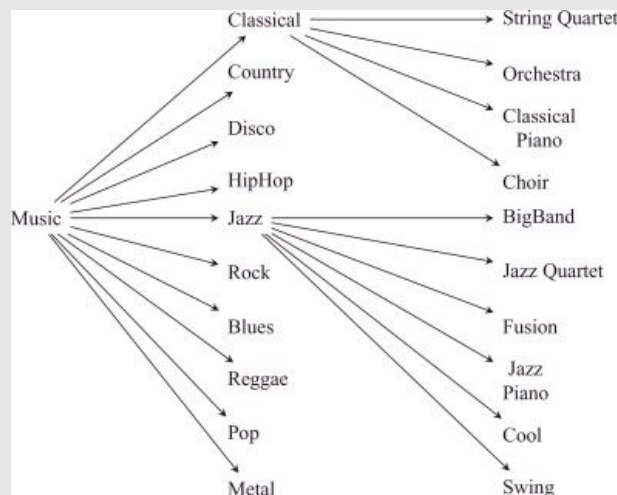 Classical
String Quartet
Country
Orchestra
Disco
Classical
Piano
HipHop
Choir
Music
Jazz
BigBand
Rock
Jazz Quartet
Blues
Fusion
Reggae
Jazz
Piano
Pop
Cool
Metal
Swing